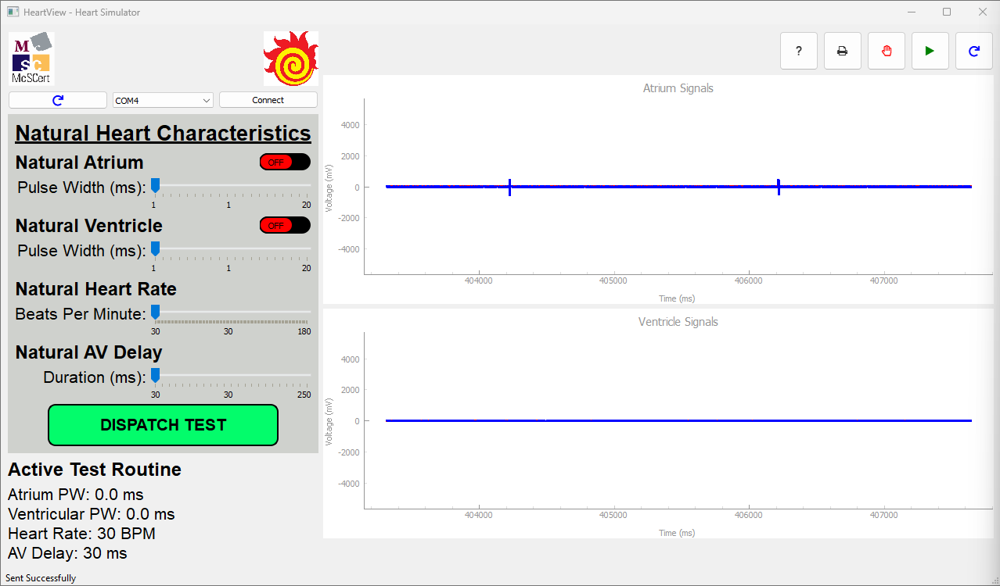 HeartView - Heart Simulator
M
S
C
McSCert
?
COM4
Connect
Natural Heart Characteristics
Natural Atrium
OFF
Pulse Width (ms):
1 1 20
Natural Ventricle
OFF
Pulse Width (ms):
1 1 20
Natural Heart Rate
Beats Per Minute:
30 30 180
Natural AV Delay
Duration (ms):
30 30 250
DISPATCH TEST
Active Test Routine
Atrium PW: 0.0 ms
Ventricular PW: 0.0 ms
Heart Rate: 30 BPM
AV Delay: 30 ms
Sent Successfully
Atrium Signals
Voltage (mV)
4000
2000
0
-2000
-4000
404000 405000 406000 407000
Time (ms)
Ventricle Signals
Voltage (mV)
4000
2000
0
-2000
-4000
404000 405000 406000 407000
Time (ms)